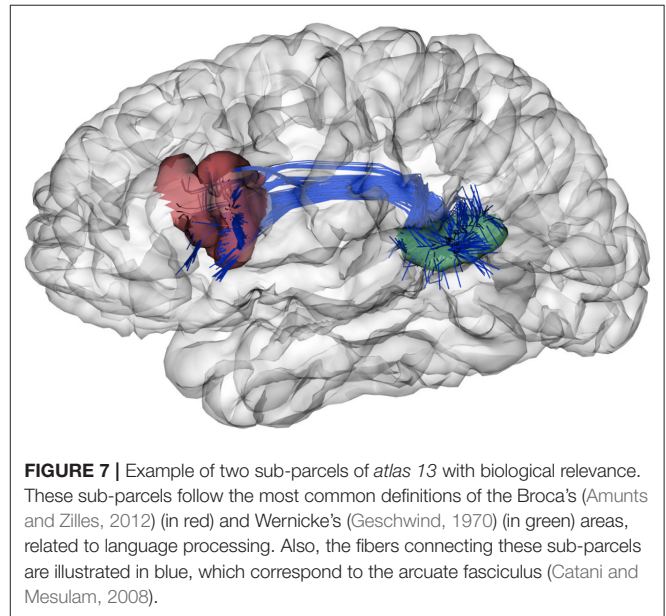 FIGURE 7 | Example of two sub-parcels of atlas 13 with biological relevance.
These sub-parcels follow the most common definitions of the Broca's (Amunts
and Zilles, 2012) (in red) and Wernicke's (Geschwind, 1970) (in green) areas,
related to language processing. Also, the fibers connecting these sub-parcels
are illustrated in blue, which correspond to the arcuate fasciculus (Catani and
Mesulam, 2008).